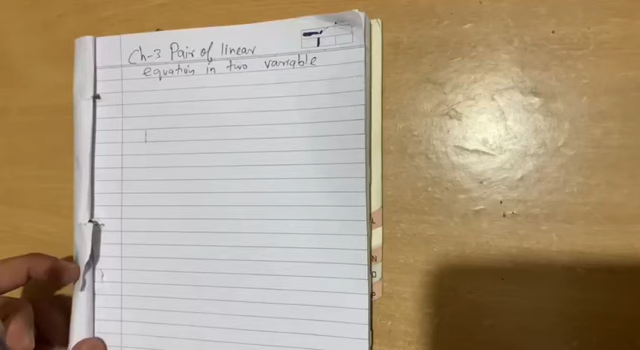 Ch-3 Pair of linear
equation in two variable
L
N
O
P